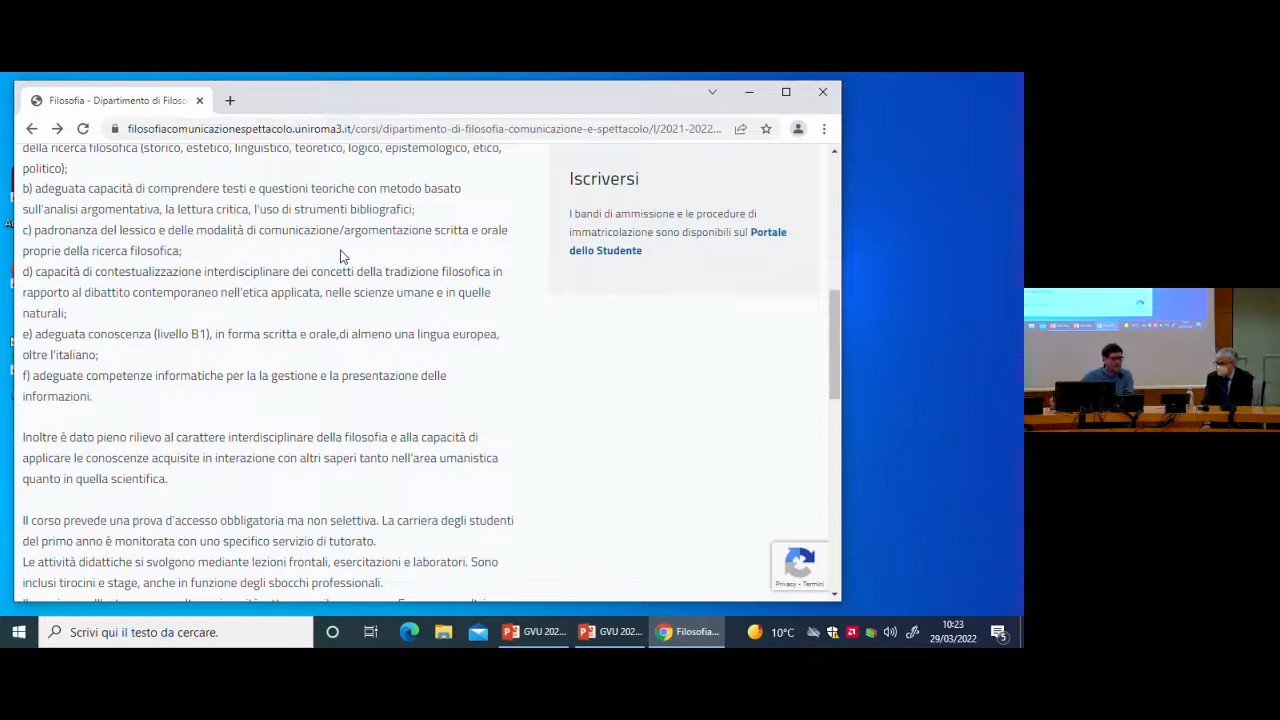 Filosofia - Dipartimento di Filoso
filosofiacomunicazionespettacolo.uniroma3.it/corsi/dipartimento-di-filosofia-comunicazione-e-spettacolo/l/2021-2022...
della ricerca filosofica (storico, estetico, linguistico, teoretico, logico, epistemologico, etico,
politico);
b) adeguata capacità di comprendere testi e questioni teoriche con metodo basato
sull'analisi argomentativa, la lettura critica, l'uso di strumenti bibliografici;
c) padronanza del lessico e delle modalità di comunicazione/argomentazione scritta e orale
proprie della ricerca filosofica;
d) capacità di contestualizzazione interdisciplinare dei concetti della tradizione filosofica in
rapporto al dibattito contemporaneo nell'etica applicata, nelle scienze umane e in quelle
naturali;
e) adeguata conoscenza (livello B1), in forma scritta e orale,di almeno una lingua europea,
oltre l'italiano;
f) adeguate competenze informatiche per la la gestione e la presentazione delle
informazioni.
Inoltre è dato pieno rilievo al carattere interdisciplinare della filosofia e alla capacità di
applicare le conoscenze acquisite in interazione con altri saperi tanto nell'area umanistica
quanto in quella scientifica.
Il corso prevede una prova d'accesso obbligatoria ma non selettiva. La carriera degli studenti
del primo anno è monitorata con uno specifico servizio di tutorato.
Le attività didattiche si svolgono mediante lezioni frontali, esercitazioni e laboratori. Sono
inclusi tirocini e stage, anche in funzione degli sbocchi professionali.
Iscriversi
I bandi di ammissione e le procedure di
immatricolazione sono disponibili sul Portale
dello Studente
Privacy - Termini
Scrivi qui il testo da cercare.
GVU 202...
GVU 202...
Filosofia...
10°C
10:23
29/03/2022
5